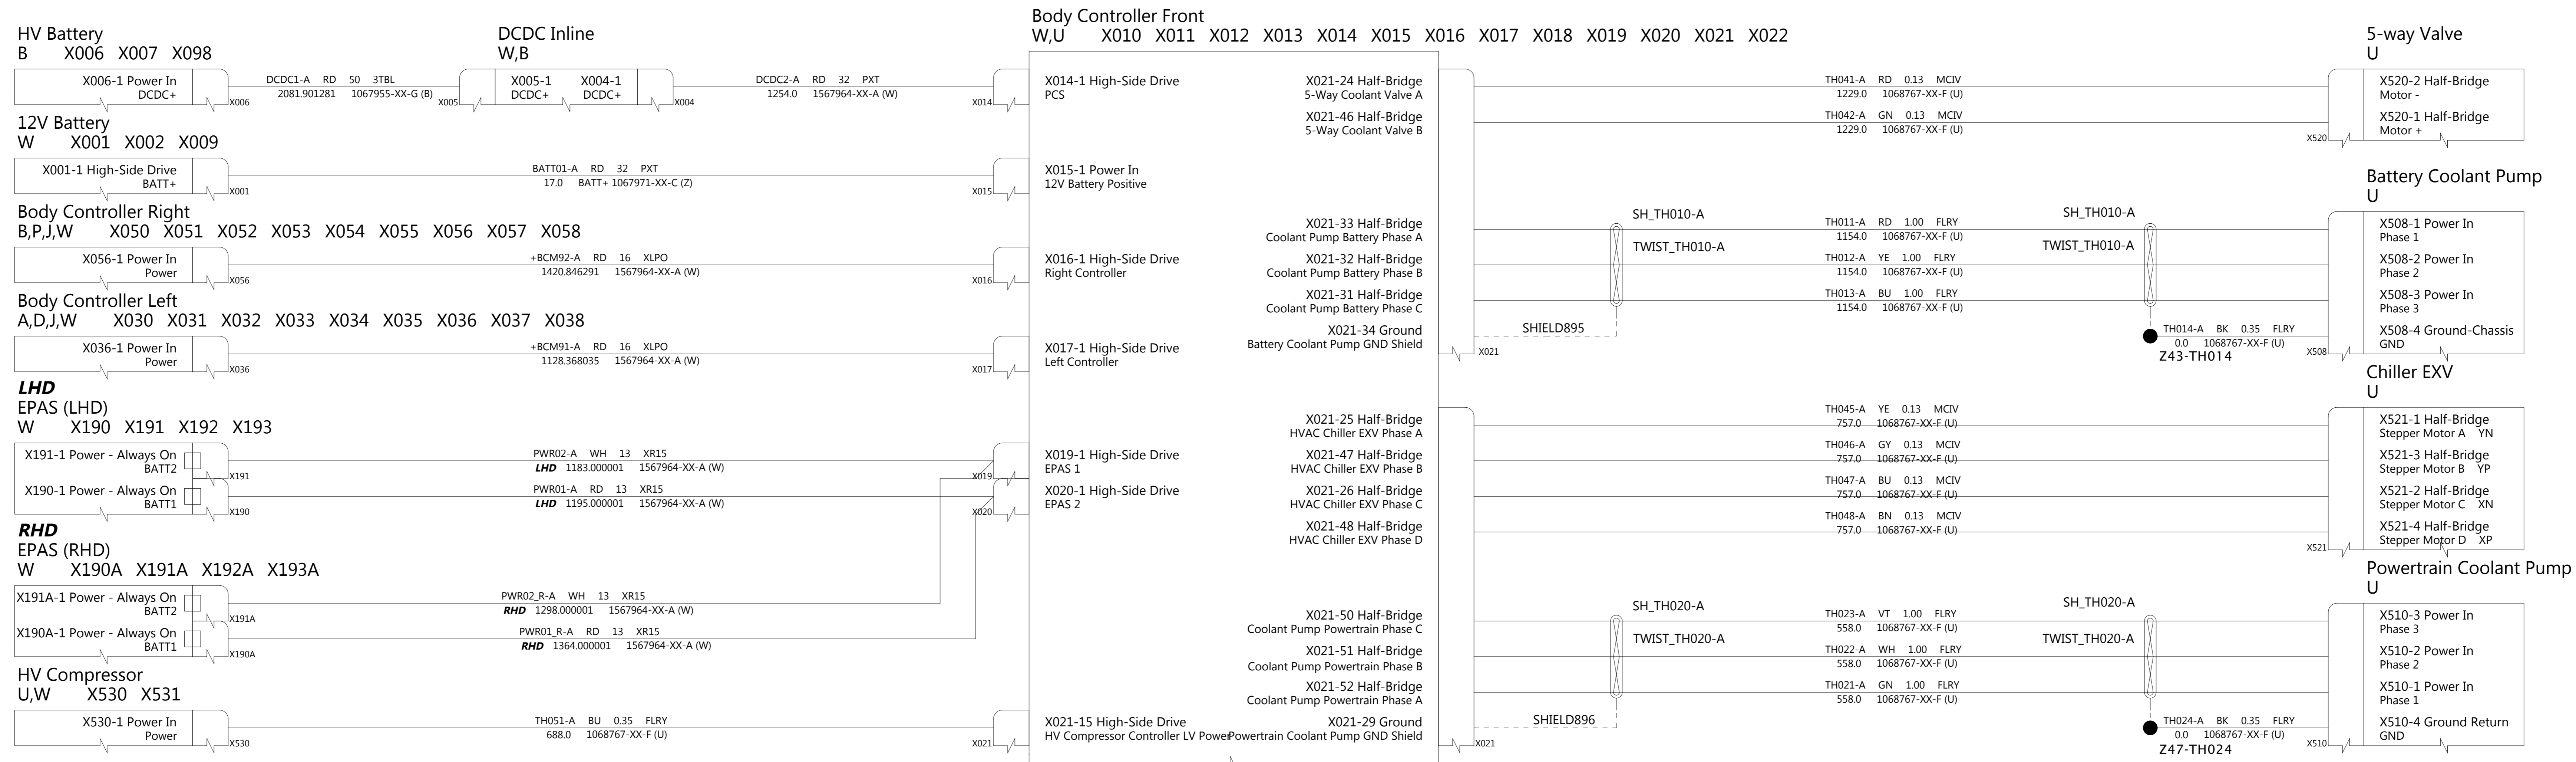 HV Battery
B X006 X007 X098
X006-1 Power In
DCDC+
X006
DCDC1-A RD 50 3TBL
2081.901281 1067955-XX-G (B)
DCDC Inline
W,B
X005-1 X004-1
DCDC+ DCDC+
X005
X004
DCDC2-A RD 32 PXT
1254.0 1567964-XX-A (W)
X014
12V Battery
W X001 X002 X009
X001-1 High-Side Drive
BATT+
X001
BATT01-A RD 32 PXT
17.0 BATT+ 1067971-XX-C (Z)
X015
Body Controller Right
B,P,J,W X050 X051 X052 X053 X054 X055 X056 X057 X058
X056-1 Power In
Power
X056
+BCM92-A RD 16 XLPO
1420.846291 1567964-XX-A (W)
X016
Body Controller Left
A,D,J,W X030 X031 X032 X033 X034 X035 X036 X037 X038
X036-1 Power In
Power
X036
+BCM91-A RD 16 XLPO
1128.368035 1567964-XX-A (W)
X017
LHD
EPAS (LHD)
W X190 X191 X192 X193
X191-1 Power - Always On
BATT2
X191
PWR02-A WH 13 XR15
LHD 1183.000001 1567964-XX-A (W)
X019
X190-1 Power - Always On
BATT1
X190
PWR01-A RD 13 XR15
LHD 1195.000001 1567964-XX-A (W)
X020
RHD
EPAS (RHD)
W X190A X191A X192A X193A
X191A-1 Power - Always On
BATT2
X191A
PWR02_R-A WH 13 XR15
RHD 1298.000001 1567964-XX-A (W)
X190A-1 Power - Always On
BATT1
X190A
PWR01_R-A RD 13 XR15
RHD 1364.000001 1567964-XX-A (W)
HV Compressor
U,W X530 X531
X530-1 Power In
Power
X530
TH051-A BU 0.35 FLRY
688.0 1068767-XX-F (U)
X021
Body Controller Front
W,U X010 X011 X012 X013 X014 X015 X016 X017 X018 X019 X020 X021 X022
X014-1 High-Side Drive
PCS
X015-1 Power In
12V Battery Positive
X016-1 High-Side Drive
Right Controller
X017-1 High-Side Drive
Left Controller
X019-1 High-Side Drive
EPAS 1
X020-1 High-Side Drive
EPAS 2
X021-15 High-Side Drive
HV Compressor Controller LV Power
X021-24 Half-Bridge
5-Way Coolant Valve A
X021-46 Half-Bridge
5-Way Coolant Valve B
X021-33 Half-Bridge
Coolant Pump Battery Phase A
X021-32 Half-Bridge
Coolant Pump Battery Phase B
X021-31 Half-Bridge
Coolant Pump Battery Phase C
X021-34 Ground
Battery Coolant Pump GND Shield
X021
X021-25 Half-Bridge
HVAC Chiller EXV Phase A
X021-47 Half-Bridge
HVAC Chiller EXV Phase B
X021-26 Half-Bridge
HVAC Chiller EXV Phase C
X021-48 Half-Bridge
HVAC Chiller EXV Phase D
X021-50 Half-Bridge
Coolant Pump Powertrain Phase C
X021-51 Half-Bridge
Coolant Pump Powertrain Phase B
X021-52 Half-Bridge
Coolant Pump Powertrain Phase A
X021-29 Ground
Powertrain Coolant Pump GND Shield
X021
TH041-A RD 0.13 MCIV
1229.0 1068767-XX-F (U)
TH042-A GN 0.13 MCIV
1229.0 1068767-XX-F (U)
5-way Valve
U
X520-2 Half-Bridge
Motor -
X520-1 Half-Bridge
Motor +
X520
SH_TH010-A
TWIST_TH010-A
SHIELD895
TH011-A RD 1.00 FLRY
1154.0 1068767-XX-F (U)
TH012-A YE 1.00 FLRY
1154.0 1068767-XX-F (U)
TH013-A BU 1.00 FLRY
1154.0 1068767-XX-F (U)
SH_TH010-A
TWIST_TH010-A
TH014-A BK 0.35 FLRY
0.0 1068767-XX-F (U)
Z43-TH014
Battery Coolant Pump
U
X508-1 Power In
Phase 1
X508-2 Power In
Phase 2
X508-3 Power In
Phase 3
X508-4 Ground-Chassis
GND
X508
TH045-A YE 0.13 MCIV
757.0 1068767-XX-F (U)
TH046-A GY 0.13 MCIV
757.0 1068767-XX-F (U)
TH047-A BU 0.13 MCIV
757.0 1068767-XX-F (U)
TH048-A BN 0.13 MCIV
757.0 1068767-XX-F (U)
Chiller EXV
U
X521-1 Half-Bridge
Stepper Motor A YN
X521-3 Half-Bridge
Stepper Motor B YP
X521-2 Half-Bridge
Stepper Motor C XN
X521-4 Half-Bridge
Stepper Motor D XP
X521
SH_TH020-A
TWIST_TH020-A
SHIELD896
TH023-A VT 1.00 FLRY
558.0 1068767-XX-F (U)
TH022-A WH 1.00 FLRY
558.0 1068767-XX-F (U)
TH021-A GN 1.00 FLRY
558.0 1068767-XX-F (U)
SH_TH020-A
TWIST_TH020-A
TH024-A BK 0.35 FLRY
0.0 1068767-XX-F (U)
Z47-TH024
Powertrain Coolant Pump
U
X510-3 Power In
Phase 3
X510-2 Power In
Phase 2
X510-1 Power In
Phase 1
X510-4 Ground Return
GND
X510